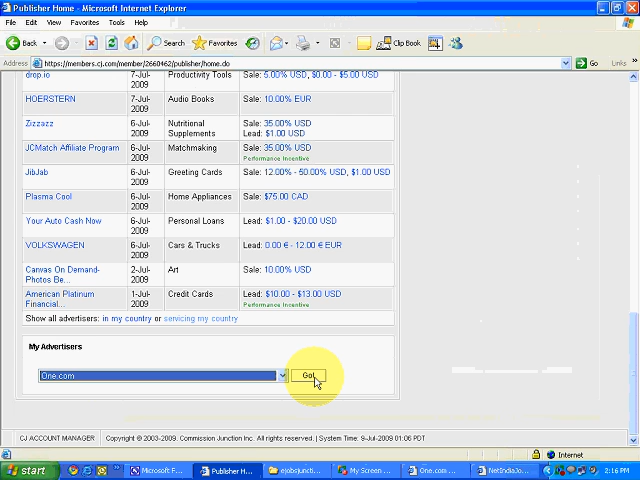 Publisher Home - Microsoft Internet Explorer
Edit View Favorites Tools Help
Back Search Favorites Clip Book
Address https://members.cj.com/member/2660462/publisher/home.do Go Links »
drop.io 7-Jul-2009 Productivity Tools Sale: 5.00% USD, $0.00 - $5.00 USD
HOERSTERN 7-Jul-2009 Audio Books Sale: 10.00% EUR
Zizzazz 6-Jul-2009 Nutritional Supplements Sale: 35.00% USD Lead: $1.00 USD
JCMatch Affiliate Program 6-Jul-2009 Matchmaking Sale: 35.00% USD Performance Incentive
JibJab 6-Jul-2009 Greeting Cards Sale: 12.00% - 50.00% USD, $1.00 USD
Plasma Cool 6-Jul-2009 Home Appliances Sale: $75.00 CAD
Your Auto Cash Now 6-Jul-2009 Personal Loans Lead: $1.00 - $20.00 USD
VOLKSWAGEN 6-Jul-2009 Cars & Trucks Lead: 0.00 € - 12.00 € EUR
Canvas On Demand- Photos Be... 2-Jul-2009 Art Sale: 10.00% USD
American Platinum Financial... 1-Jul-2009 Credit Cards Lead: $10.00 - $13.00 USD Performance Incentive
Show all advertisers: in my country or servicing my country
My Advertisers
One.com Go!
CJ ACCOUNT MANAGER Copyright © 2003-2009. Commission Junction Inc. All rights reserved. | System Time: 9-Jul-2009 01:06 PDT
Internet
start Microsoft F... Publisher H... ejobsjunctí... My Screen ... One.com ... NetIndiaJo... 2:16 PM